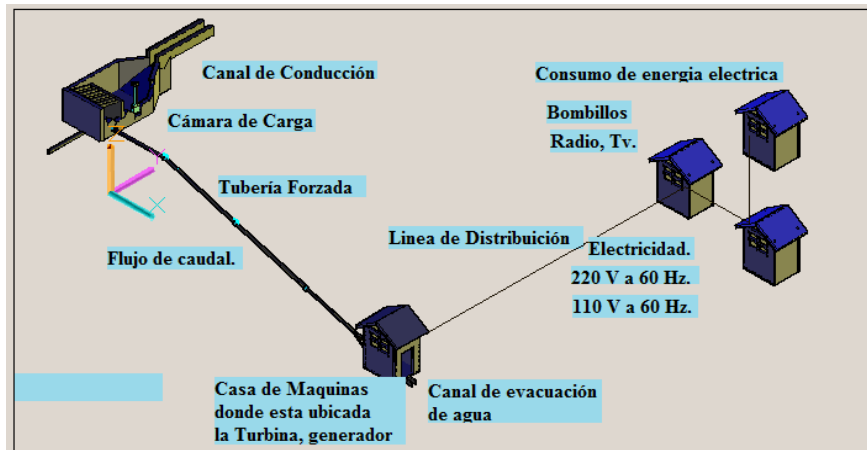 Canal de Conducción
Consumo de energia electrica
Cámara de Carga
Bombillos
Radio, Tv.
Tubería Forzada
Linea de Distribuición
Flujo de caudal.
Electricidad.
220 V a 60 Hz.
110 V a 60 Hz.
Casa de Maquinas
donde esta ubicada
la Turbina, generador
Canal de evacuación
de agua